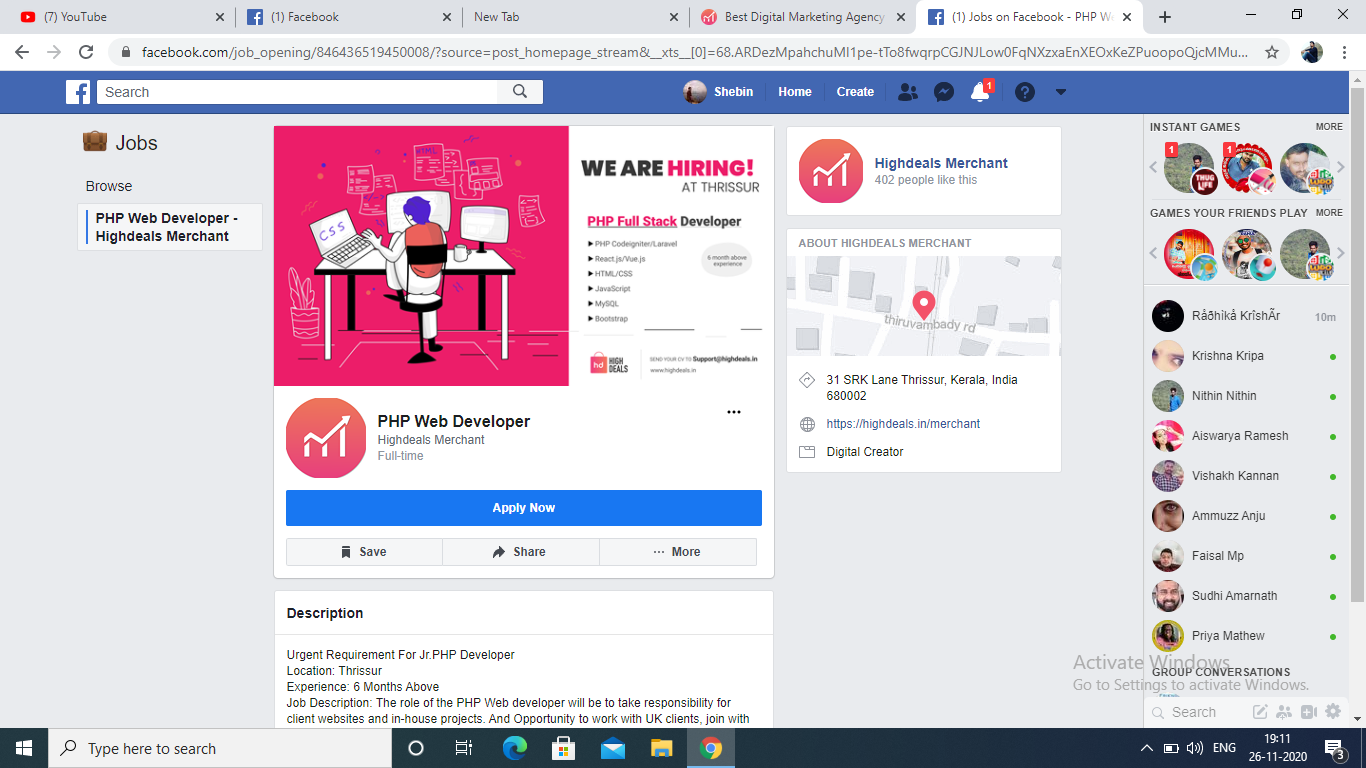 (7) YouTube
(1) Facebook
New Tab
Best Digital Marketing Agency
(1) Jobs on Facebook - PHP We
facebook.com/job_opening/846436519450008/?source=post_homepage_stream&__xts__[0]=68.ARDezMpahchuMI1pe-tTo8fwqrpCGJNJLow0FqNXzxaEnXEOxKeZPuoopoQjcMMu...
Search
Shebin
Home
Create
1
Jobs
Browse
PHP Web Developer -
Highdeals Merchant
CSS
HTML
WE ARE HIRING!
AT THRISSUR
PHP Full Stack Developer
PHP Codeigniter/Laravel
React.js/Vue.js
HTML/CSS
JavaScript
MySQL
Bootstrap
6 month above
experience
hd
HIGH
DEALS
SEND YOUR CV TO Support@highdeals.in
www.highdeals.in
PHP Web Developer
Highdeals Merchant
Full-time
Apply Now
Save
Share
More
Description
Urgent Requirement For Jr.PHP Developer
Location: Thrissur
Experience: 6 Months Above
Job Description: The role of the PHP Web developer will be to take responsibility for
client websites and in-house projects. And Opportunity to work with UK clients, join with
Highdeals Merchant
402 people like this
ABOUT HIGHDEALS MERCHANT
thiruvambady rd
31 SRK Lane Thrissur, Kerala, India
680002
https://highdeals.in/merchant
Digital Creator
INSTANT GAMES
MORE
1
1
THUG
LIFE
GAMES YOUR FRIENDS PLAY
MORE
Råðhikå KrîshÃr
10m
Krishna Kripa
Nithin Nithin
Aiswarya Ramesh
Vishakh Kannan
Ammuzz Anju
Faisal Mp
Sudhi Amarnath
Priya Mathew
GROUP CONVERSATIONS
Activate Windows
Go to Settings to activate Windows.
Search
Type here to search
ENG
19:11
26-11-2020
3